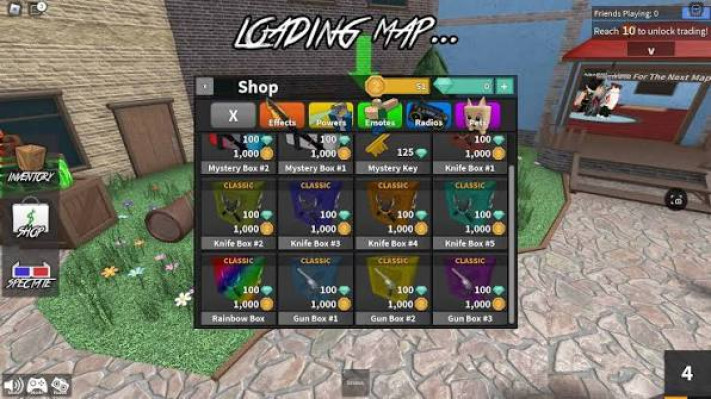 LOADING MAP...
Friends Playing: 0
Reach 10 to unlock trading!
v
For The Next Map
Shop
51
0
+
X
Effects
Powers
Emotes
Radios
Pets
100
1,000
Mystery Box #2
100
1,000
Mystery Box #1
125
Mystery Key
100
1,000
Knife Box #1
CLASSIC
100
1,000
Knife Box #2
CLASSIC
100
1,000
Knife Box #3
CLASSIC
100
1,000
Knife Box #4
CLASSIC
100
1,000
Knife Box #5
CLASSIC
100
1,000
Rainbow Box
CLASSIC
100
1,000
Gun Box #1
CLASSIC
100
1,000
Gun Box #2
CLASSIC
100
1,000
Gun Box #3
INVENTORY
SHOP
SPECTATE
4